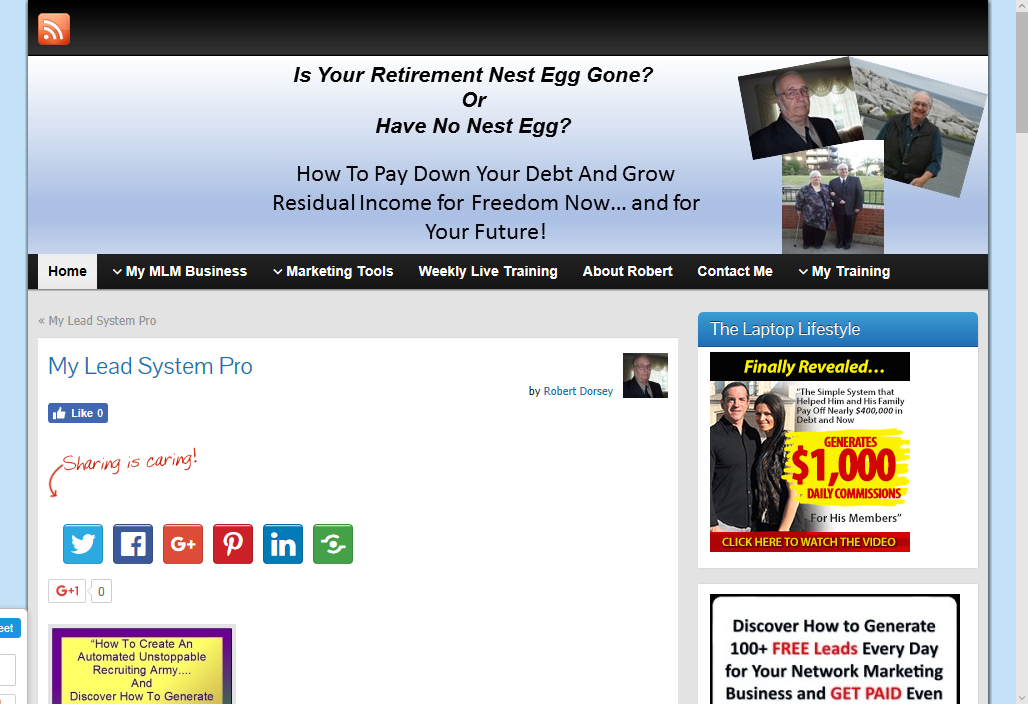 Is Your Retirement Nest Egg Gone?
Or
Have No Nest Egg?
How To Pay Down Your Debt And Grow
Residual Income for Freedom Now... and for
Your Future!
Home My MLM Business Marketing Tools Weekly Live Training About Robert Contact Me My Training
« My Lead System Pro
My Lead System Pro
by Robert Dorsey
Like 0
Sharing is caring!
G+
in
G+1 0
eet
"How To Create An
Automated Unstoppable
Recruiting Army....
And
Discover How To Generate
The Laptop Lifestyle
Finally Revealed...
"The Simple System that
Helped Him and His Family
Pay Off Nearly $400,000 in
Debt and Now
GENERATES
$1,000
DAILY COMMISSIONS
For His Members"
CLICK HERE TO WATCH THE VIDEO
Discover How to Generate
100+ FREE Leads Every Day
for Your Network Marketing
Business and GET PAID Even